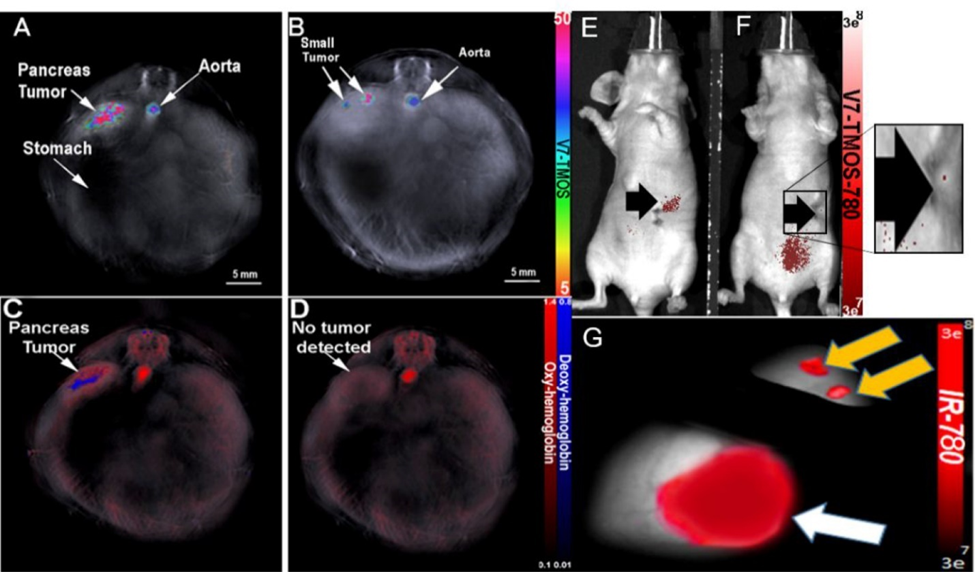 A
Pancreas
Tumor
Aorta
Stomach
5 mm
B
Small
Tumor
Aorta
5 mm
50
V7-TMOS
5
E
F
3e⁸
V7-TMOS-780
3e⁷
C
Pancreas
Tumor
D
No tumor
detected
1.4 0.8
Oxy-hemoglobin
Deoxy-hemoglobin
0.1 0.01
G
3e⁸
IR-780
3e⁷